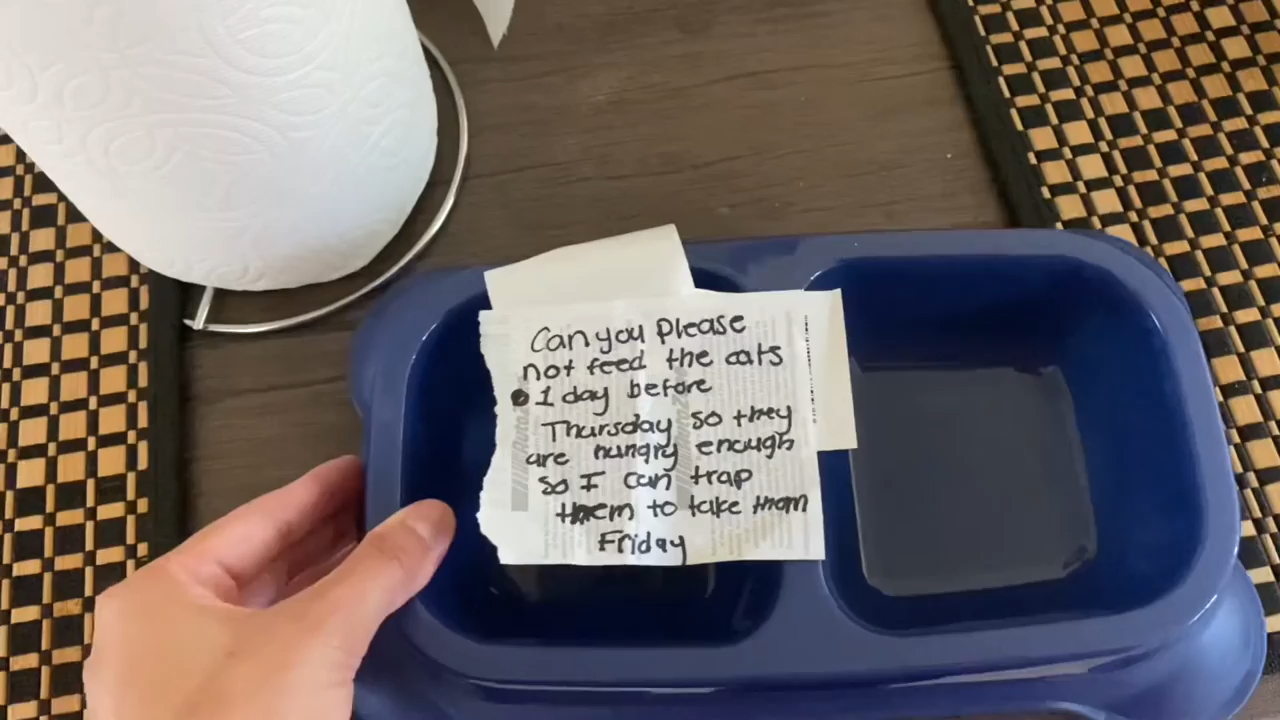 Can you please
not feed the cats
1 day before
Thursday so they
are hungry enough
so I can trap
them to take them
Friday